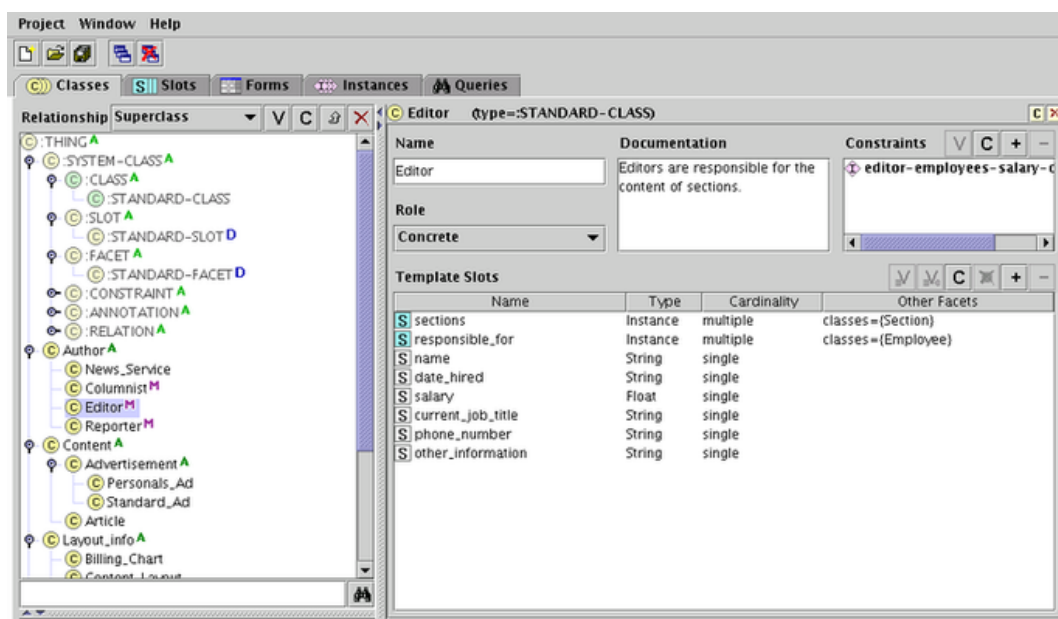 Project Window Help
Classes Slots Forms Instances Queries
Relationship Superclass V C
:THING A
:SYSTEM-CLASS A
:CLASS A
:STANDARD-CLASS
:SLOT A
:STANDARD-SLOT D
:FACET A
:STANDARD-FACET D
:CONSTRAINT A
:ANNOTATION A
:RELATION A
Author A
News_Service
Columnist M
Editor M
Reporter M
Content A
Advertisement A
Personals_Ad
Standard_Ad
Article
Layout_info A
Billing_Chart
Content_Layout
Editor (type=:STANDARD-CLASS)
Name
Editor
Role
Concrete
Documentation
Editors are responsible for the
content of sections.
Constraints V C + -
editor-employees-salary-c
Template Slots V V C + -
Name Type Cardinality Other Facets
S sections Instance multiple classes={Section}
S responsible_for Instance multiple classes={Employee}
S name String single
S date_hired String single
S salary Float single
S current_job_title String single
S phone_number String single
S other_information String single